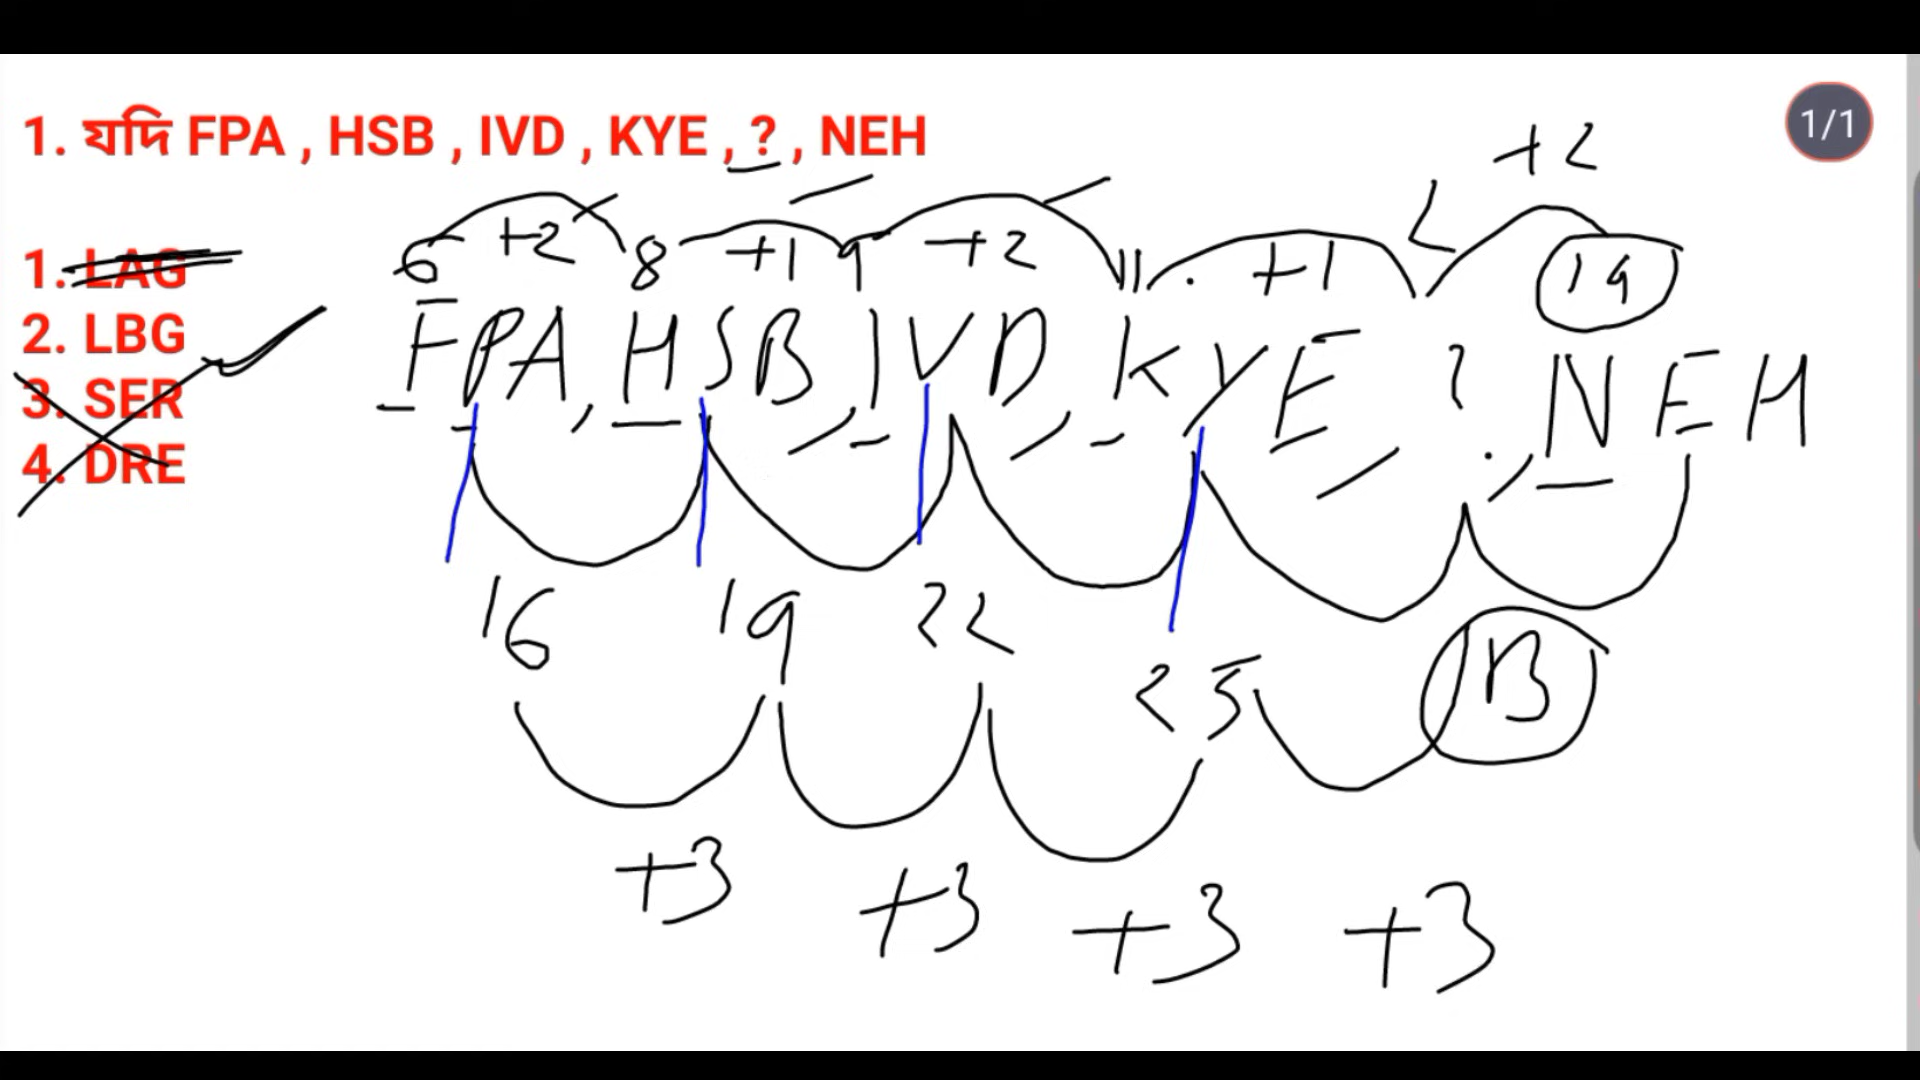 1. যদি FPA , HSB , IVD , KYE , ? , NEH
1/1
+2
1. LAG
2. LBG
3. SER
4. DRE
6 +2 8 +1 9 +2 11 +1 L 14
FPA, HSB, IVD, KYE, ?, NEH
16 19 22 25 B
+3 +3 +3 +3